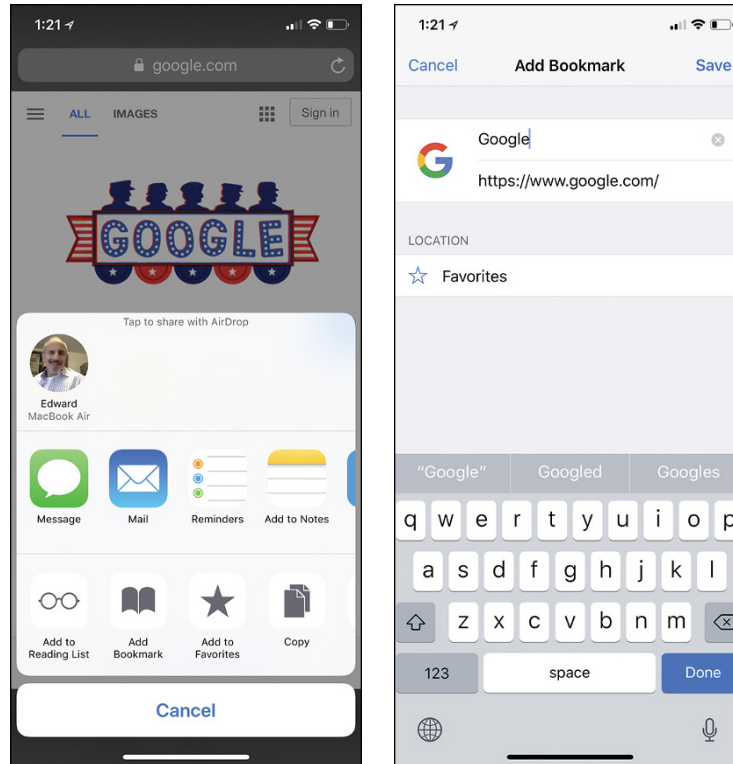 1:21
google.com
ALL IMAGES Sign in
GOOGLE
Tap to share with AirDrop
Edward
MacBook Air
Message Mail Reminders Add to Notes
Add to Reading List
Add Bookmark
Add to Favorites
Copy
Cancel
1:21
Cancel Add Bookmark Save
Google
https://www.google.com/
LOCATION
Favorites
“Google” Googled Googles
q w e r t y u i o p
a s d f g h j k l
z x c v b n m
123 space Done